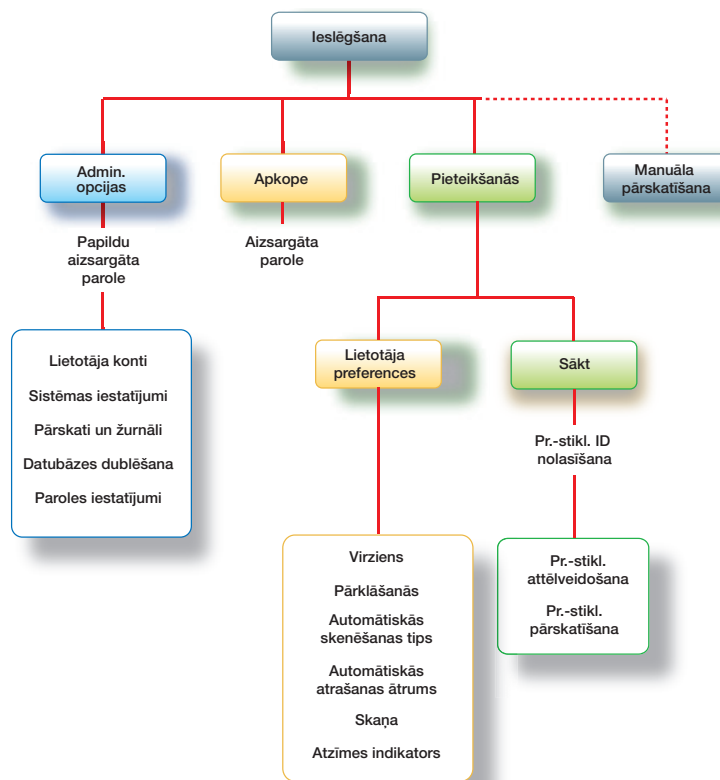 Ieslēgšana
Admin.
opcijas
Apkope
Pieteikšanās
Manuāla
pārskatīšana
Papildu
aizsargāta
parole
Aizsargāta
parole
Lietotāja konti
Sistēmas iestatījumi
Pārskati un žurnāli
Datubāzes dublēšana
Paroles iestatījumi
Lietotāja
preferences
Sākt
Pr.-stikl. ID
nolasīšana
Virziens
Pārklāšanās
Automātiskās
skenēšanas tips
Automātiskās
atrašanas ātrums
Skaņa
Atzīmes indikators
Pr.-stikl.
attēlveidošana
Pr.-stikl.
pārskatīšana